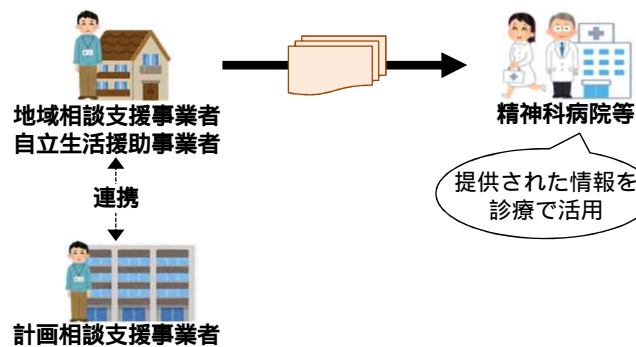 地域相談支援事業者
自立生活援助事業者
連携
計画相談支援事業者
精神科病院等
提供された情報を
診療で活用